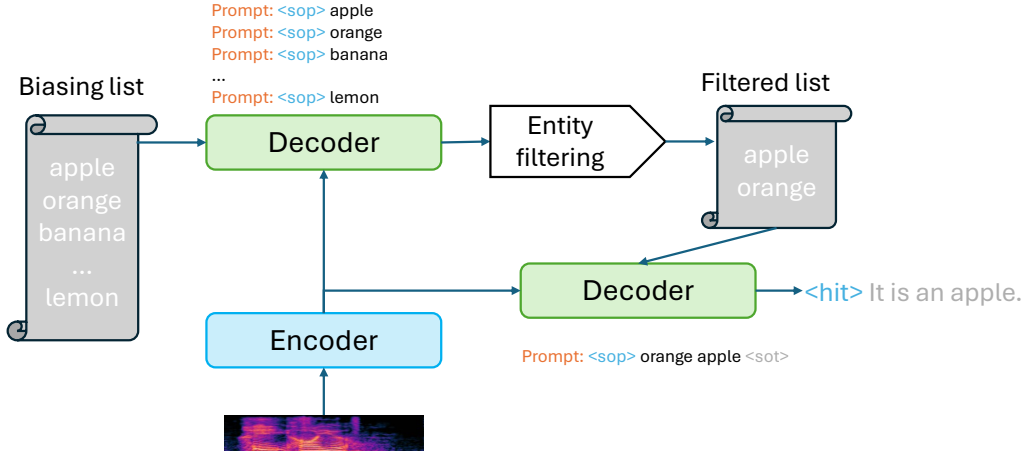 Prompt: <sop> apple
Prompt: <sop> orange
Prompt: <sop> banana
...
Prompt: <sop> lemon
Biasing list
apple
orange
banana
...
lemon
Decoder
Entity
filtering
Filtered list
apple
orange
Decoder
<hit> It is an apple.
Prompt: <sop> orange apple <sot>
Encoder